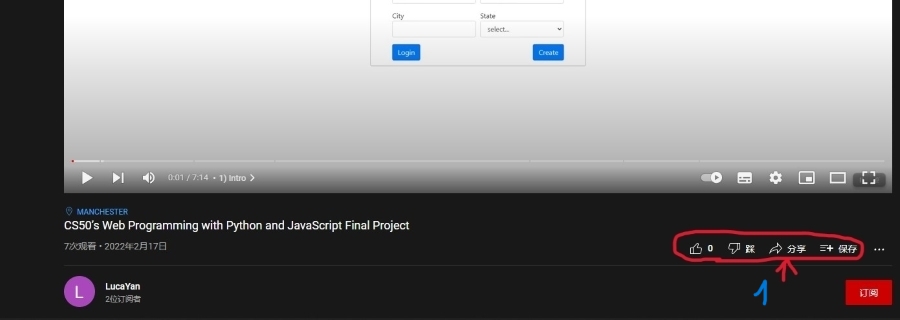 City State
select...
Login Create
0:01 / 7:14 • 1) Intro
MANCHESTER
CS50's Web Programming with Python and JavaScript Final Project
7次观看 • 2022年2月17日
0 踩 分享 保存 ...
1
L LucaYan
2位订阅者
订阅